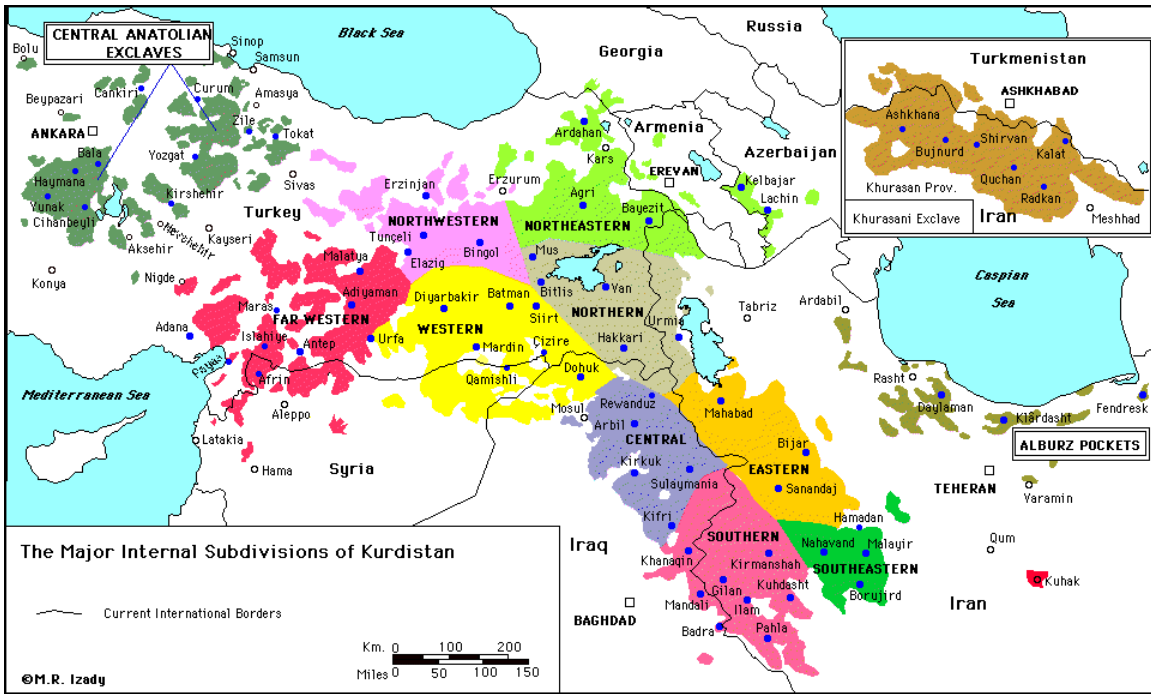 CENTRAL ANATOLIAN
EXCLAVES
Bolu
Sinop
Samsun
Black Sea
Russia
Georgia
Turkmenistan
ASHKHABAD
Ashkhana
Shirvan
Bujnurd
Kalat
Quchan
Radkan
Khurasan Prov.
Meshhad
Khurasani Exclave
Iran
Cankiri
Curum
Amasya
Beypazari
Zile
Tokat
ANKARA
Bala
Yozgat
Haymana
Sivas
Yunak
Kirshehir
Cihanbeyli
Turkey
Aksehir
Nevshehir
Kayseri
Konya
Nigde
Ardahan
Kars
Armenia
Azerbaijan
EREVAN
Kelbajar
Lachin
Erzinjan
Erzurum
Agri
Bayezit
NORTHWESTERN
NORTHEASTERN
Tunçeli
Bingol
Elazig
Mus
Malatya
Bitlis
Van
Adiyaman
Diyarbakir
Batman
Siirt
NORTHERN
Urmia
Tabriz
Ardabil
Caspian
Sea
Maras
FAR WESTERN
WESTERN
Adana
Islahiye
Antep
Urfa
Mardin
Çizire
Hakkari
Payas
Afrin
Qamishli
Dohuk
Mediterranean Sea
Aleppo
Mosul
Rewanduz
Mahabad
Rasht
Daylaman
Klårdasht
Fendresk
ALBURZ POCKETS
Latakia
Hama
Syria
Arbil
CENTRAL
Kirkuk
Sulaymania
Bijar
EASTERN
Sanandaj
TEHERAN
Varamin
Kifri
Hamadan
Iraq
SOUTHERN
Nahavand
Malayir
Khanaqin
Kirmanshah
SOUTHEASTERN
Qum
Kuhak
Gilan
Kuhdasht
Borujird
Mandali
Ilam
Iran
BAGHDAD
Badra
Pahla
The Major Internal Subdivisions of Kurdistan
Current International Borders
Km. 0 100 200
Miles 0 50 100 150
©M.R. Izady